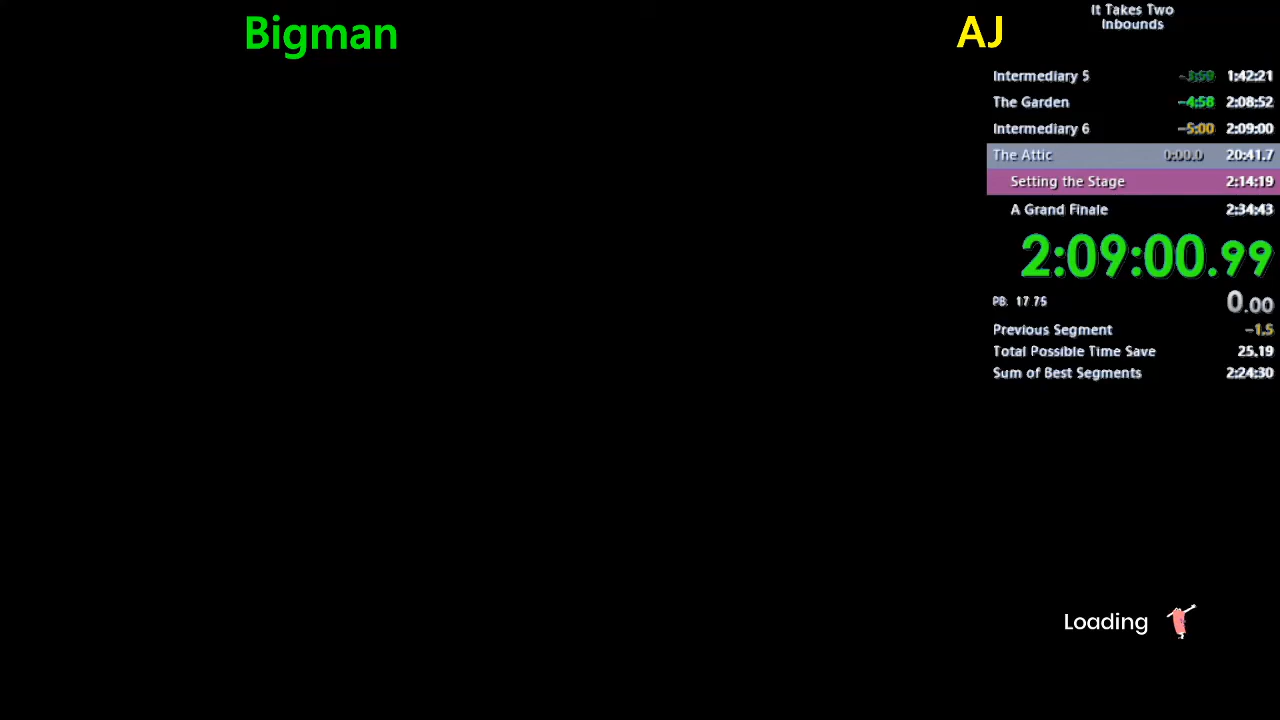 Bigman
AJ
It Takes Two
Inbounds
Intermediary 5 -3:59 1:42:21
The Garden -4:58 2:08:52
Intermediary 6 -5:00 2:09:00
The Attic 0:00.0 20:41.7
Setting the Stage 2:14:19
A Grand Finale 2:34:43
2:09:00.99
PB: 17.75 0.00
Previous Segment -1.5
Total Possible Time Save 25.19
Sum of Best Segments 2:24:30
Loading